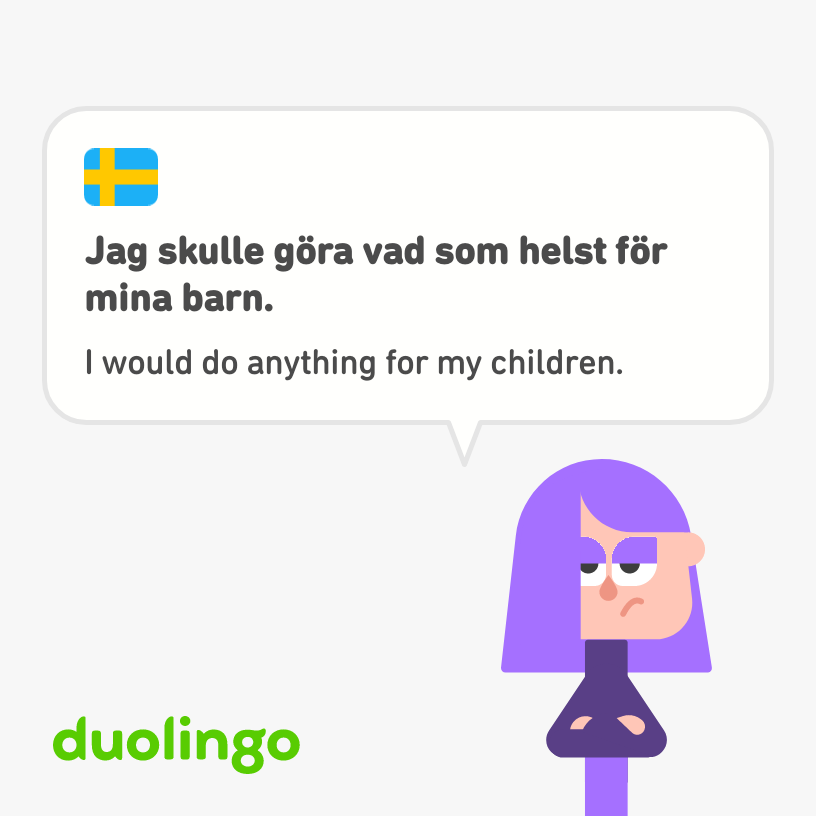 Jag skulle göra vad som helst för
mina barn.
I would do anything for my children.
duolingo